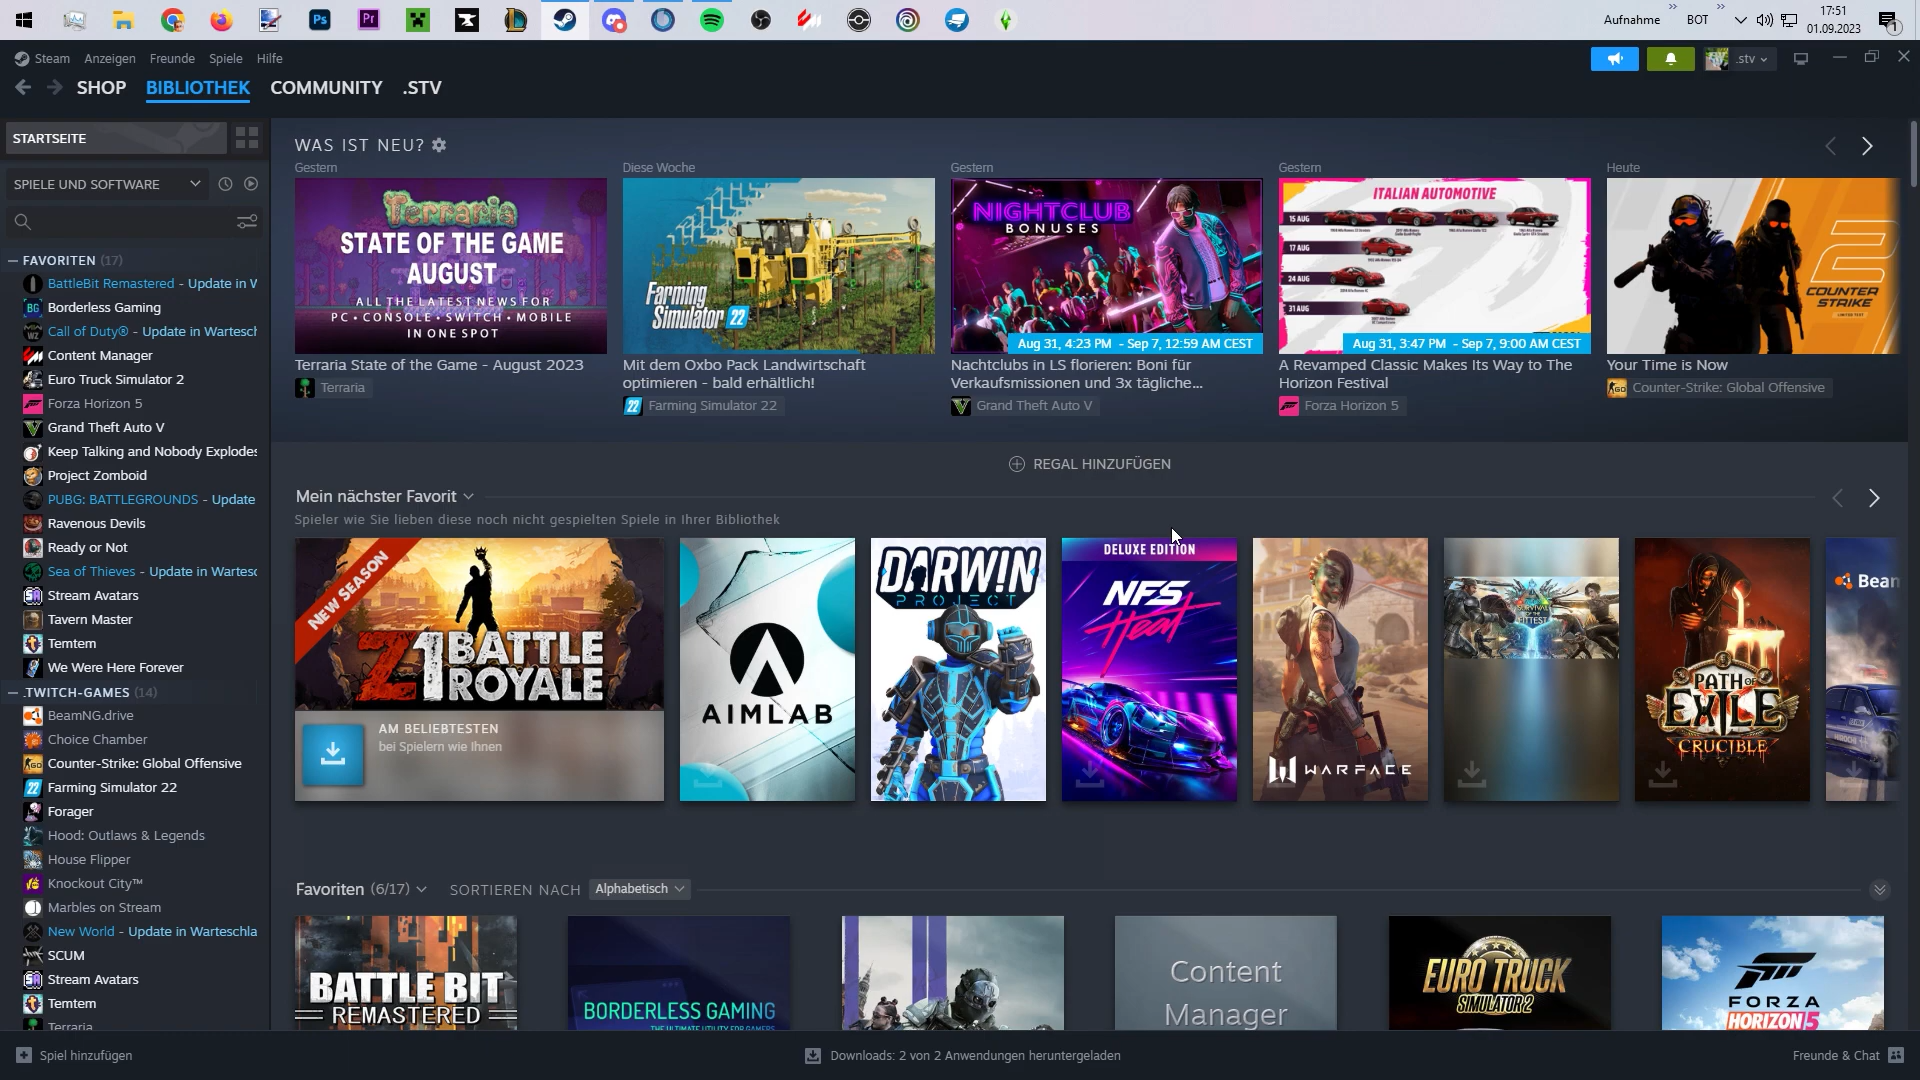 Aufnahme
BOT
17:51
01.09.2023
1
Steam Anzeigen Freunde Spiele Hilfe
.stv
SHOP BIBLIOTHEK COMMUNITY .STV
STARTSEITE
SPIELE UND SOFTWARE
FAVORITEN (17)
BattleBit Remastered - Update in W
Borderless Gaming
Call of Duty® - Update in Wartesch
Content Manager
Euro Truck Simulator 2
Forza Horizon 5
Grand Theft Auto V
Keep Talking and Nobody Explodes
Project Zomboid
PUBG: BATTLEGROUNDS - Update
Ravenous Devils
Ready or Not
Sea of Thieves - Update in Wartesc
Stream Avatars
Tavern Master
Temtem
We Were Here Forever
.TWITCH-GAMES (14)
BeamNG.drive
Choice Chamber
Counter-Strike: Global Offensive
Farming Simulator 22
Forager
Hood: Outlaws & Legends
House Flipper
Knockout City™
Marbles on Stream
New World - Update in Warteschla
SCUM
Stream Avatars
Temtem
Terraria
WAS IST NEU?
Gestern
Terraria
STATE OF THE GAME
AUGUST
ALL THE LATEST NEWS FOR
PC • CONSOLE • SWITCH • MOBILE
IN ONE SPOT
Terraria State of the Game - August 2023
Terraria
Diese Woche
Farming
Simulator 22
Mit dem Oxbo Pack Landwirtschaft
optimieren - bald erhältlich!
Farming Simulator 22
Gestern
NIGHTCLUB
BONUSES
Aug 31, 4:23 PM - Sep 7, 12:59 AM CEST
Nachtclubs in LS florieren: Boni für
Verkaufsmissionen und 3x tägliche...
Grand Theft Auto V
Gestern
ITALIAN AUTOMOTIVE
15 AUG
17 AUG
24 AUG
31 AUG
Aug 31, 3:47 PM - Sep 7, 9:00 AM CEST
A Revamped Classic Makes Its Way to The
Horizon Festival
Forza Horizon 5
Heute
2
COUNTER
STRIKE
LIMITED TEST
Your Time is Now
Counter-Strike: Global Offensive
REGAL HINZUFÜGEN
Mein nächster Favorit
Spieler wie Sie lieben diese noch nicht gespielten Spiele in Ihrer Bibliothek
NEW SEASON
Z1 BATTLE
ROYALE
AM BELIEBTESTEN
bei Spielern wie Ihnen
AIMLAB
DARWIN
PROJECT
DELUXE EDITION
NFS
Heat
WARFACE
SURVIVAL
OF THE
FITTEST
PATH OF
EXILE
CRUCIBLE
Beam
Favoriten (6/17) SORTIEREN NACH Alphabetisch
BATTLE BIT
REMASTERED
BORDERLESS GAMING
THE ULTIMATE UTILITY FOR GAMERS
Content
Manager
EURO TRUCK
SIMULATOR 2
FORZA
HORIZON 5
Spiel hinzufügen
Downloads: 2 von 2 Anwendungen heruntergeladen
Freunde & Chat